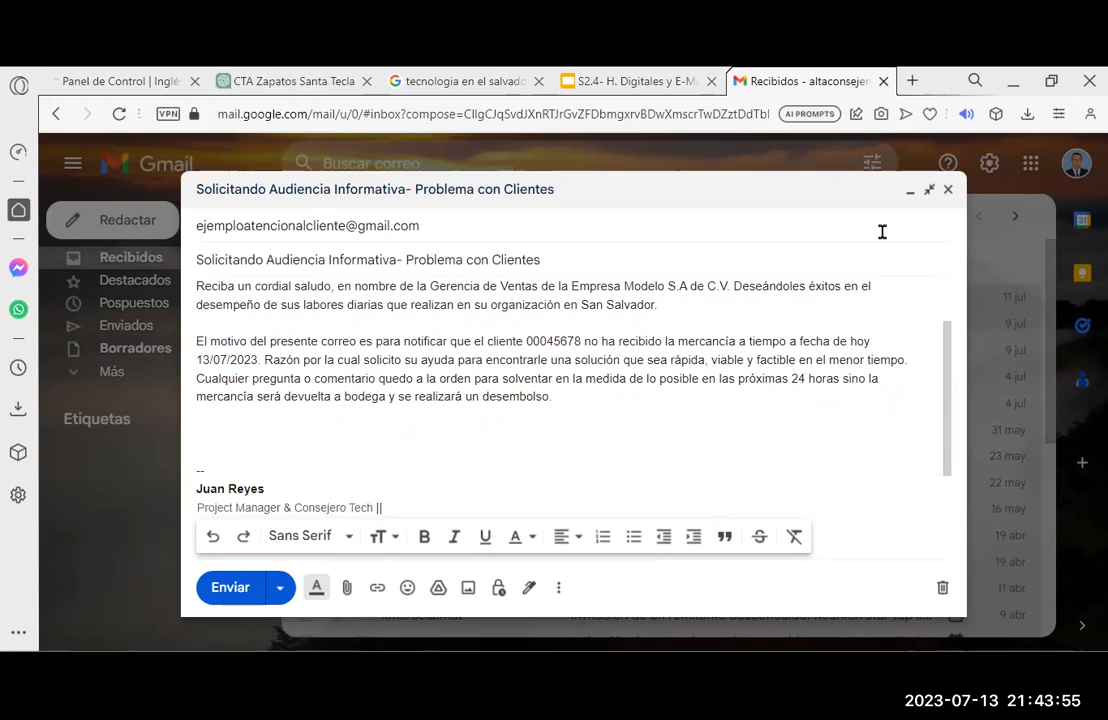 Panel de Control | Inglé
CTA Zapatos Santa Tecla
tecnologia en el salvado
S2.4- H. Digitales y E-Ma
Recibidos - altaconsejer
VPN
mail.google.com/mail/u/0/#inbox?compose=CllgCJqSvdJXnRTJrGvZFDbmgxrvBDwXmscrTwDZztDdTbl
AI PROMPTS
Gmail
Buscar correo
Redactar
Recibidos
Destacados
Pospuestos
Enviados
Borradores
Más
Etiquetas
Solicitando Audiencia Informativa- Problema con Clientes
ejemploatencionalcliente@gmail.com
Solicitando Audiencia Informativa- Problema con Clientes
Reciba un cordial saludo, en nombre de la Gerencia de Ventas de la Empresa Modelo S.A de C.V. Deseándoles éxitos en el
desempeño de sus labores diarias que realizan en su organización en San Salvador.
El motivo del presente correo es para notificar que el cliente 00045678 no ha recibido la mercancía a tiempo a fecha de hoy
13/07/2023. Razón por la cual solicito su ayuda para encontrarle una solución que sea rápida, viable y factible en el menor tiempo.
Cualquier pregunta o comentario quedo a la orden para solventar en la medida de lo posible en las próximas 24 horas sino la
mercancía será devuelta a bodega y se realizará un desembolso.
--
Juan Reyes
Project Manager & Consejero Tech ||
Sans Serif
Enviar
11 jul
9 jul
9 jul
4 jul
4 jul
31 may
23 may
22 may
16 may
19 abr
19 abr
11 abr
9 abr
2023-07-13 21:43:55